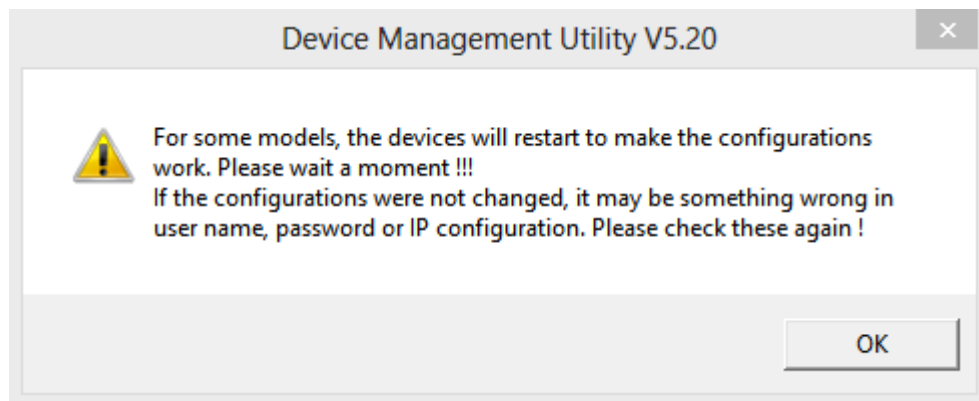 Device Management Utility V5.20
For some models, the devices will restart to make the configurations
work. Please wait a moment !!!
If the configurations were not changed, it may be something wrong in
user name, password or IP configuration. Please check these again !
OK